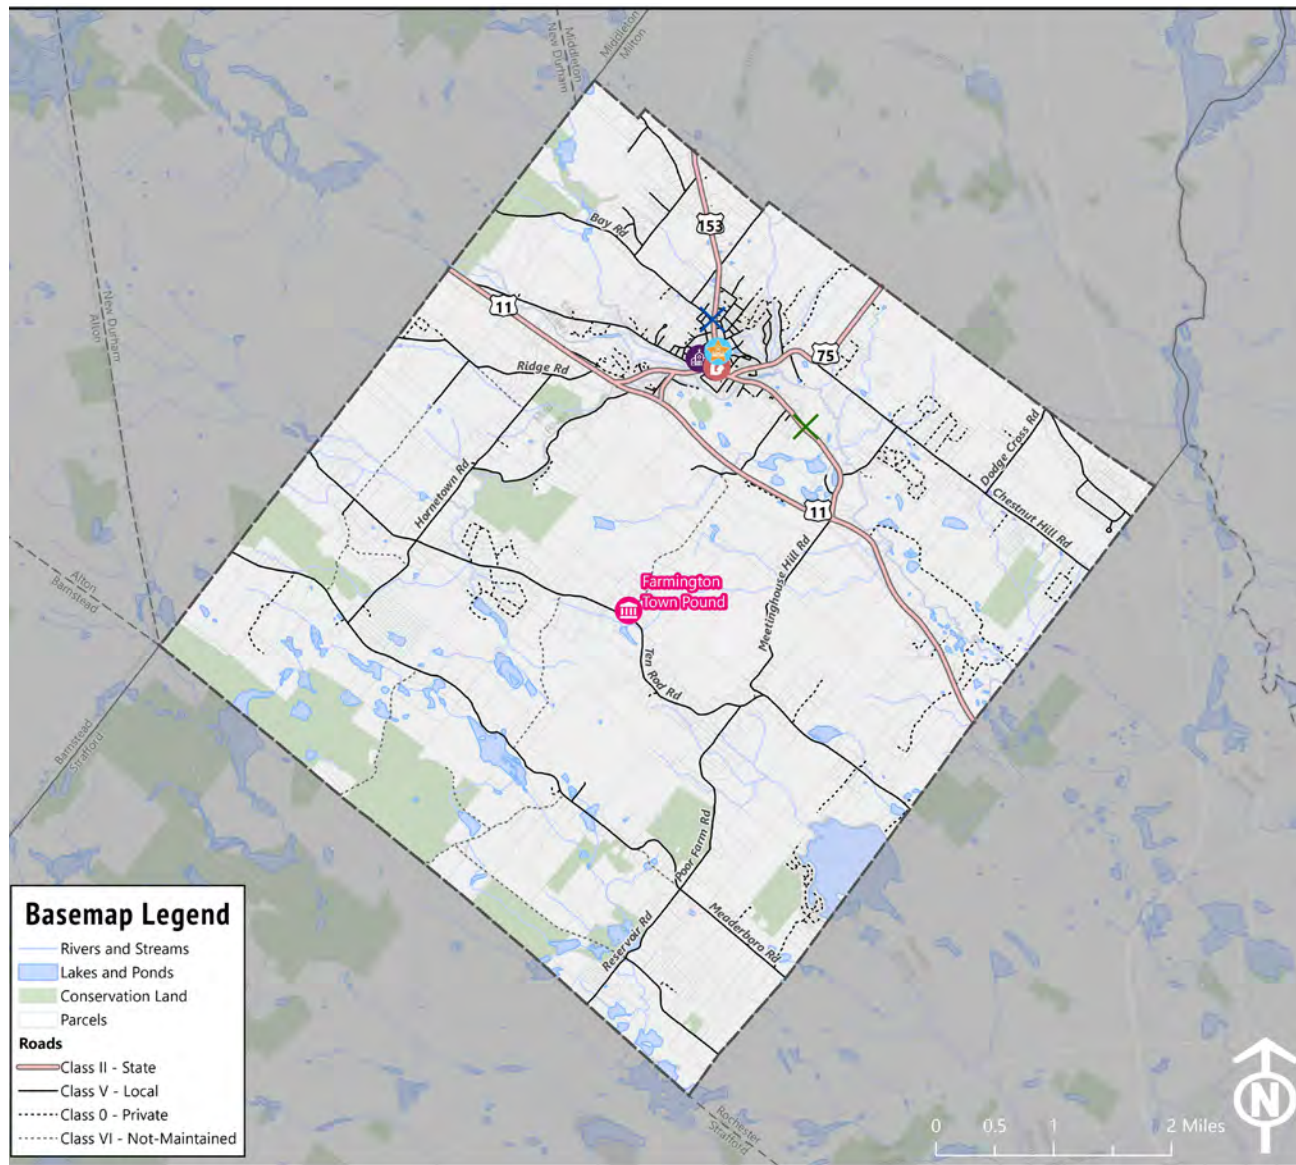 Middleton
New Durham
Middleton
Milton
153
Bay Rd
11
75
Ridge Rd
New Durham
Alton
Dodge Cross Rd
Hornetown Rd
Chestnut Hill Rd
11
Alton
Barnstead
Farmington
Town Pound
Meetinghouse Hill Rd
Ten Rod Rd
Barnstead
Strafford
Poor Farm Rd
Meaderboro Rd
Reservoir Rd
Basemap Legend
Rivers and Streams
Lakes and Ponds
Conservation Land
Parcels
Roads
Class II - State
Class V - Local
Class 0 - Private
Class VI - Not-Maintained
Rochester
Strafford
0 0.5 1 2 Miles
N